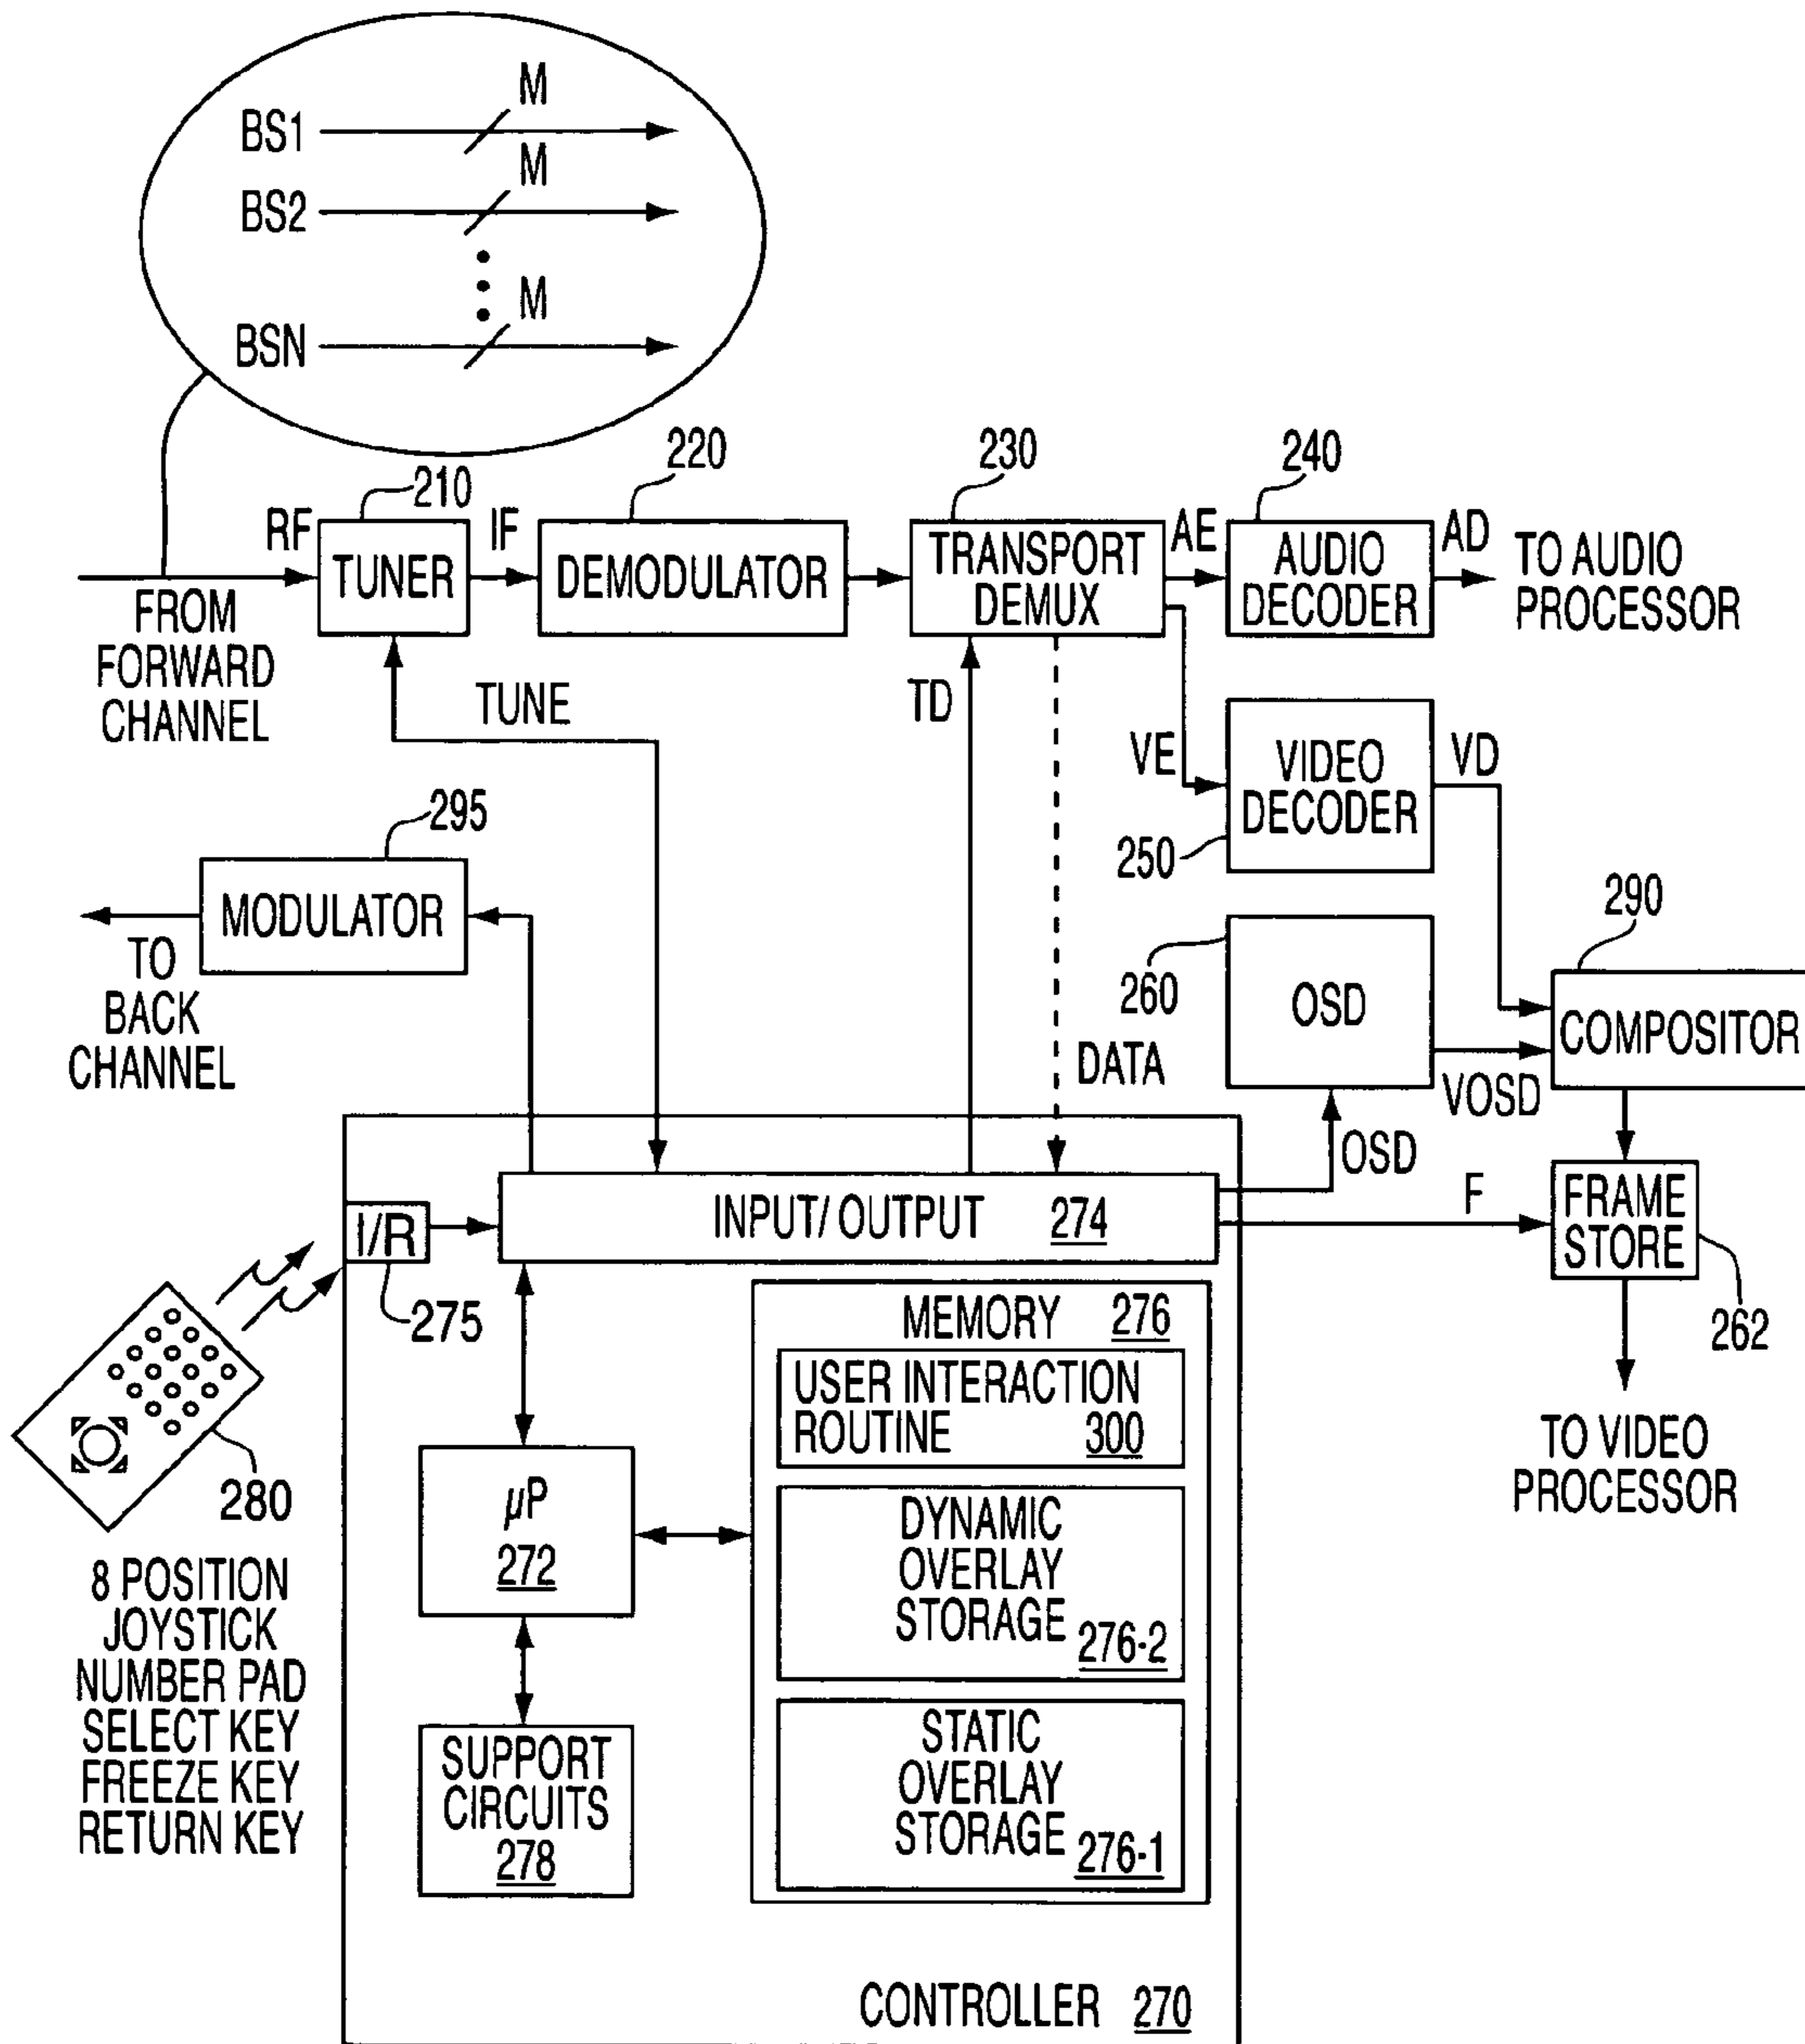 M
BS1
M
BS2
M
BSN
210
220
230
240
RF
TUNER
IF
DEMODULATOR
TRANSPORT
DEMUX
AE
AUDIO
DECODER
AD
TO AUDIO
PROCESSOR
FROM
FORWARD
CHANNEL
TUNE
TD
VE
VIDEO
DECODER
VD
250
295
MODULATOR
TO
BACK
CHANNEL
260
OSD
290
COMPOSITOR
DATA
VOSD
OSD
I/R
275
INPUT/OUTPUT 274
F
FRAME
STORE
262
TO VIDEO
PROCESSOR
280
8 POSITION
JOYSTICK
NUMBER PAD
SELECT KEY
FREEZE KEY
RETURN KEY
µP
272
SUPPORT
CIRCUITS
278
MEMORY 276
USER INTERACTION
ROUTINE 300
DYNAMIC
OVERLAY
STORAGE 276-2
STATIC
OVERLAY
STORAGE 276-1
CONTROLLER 270